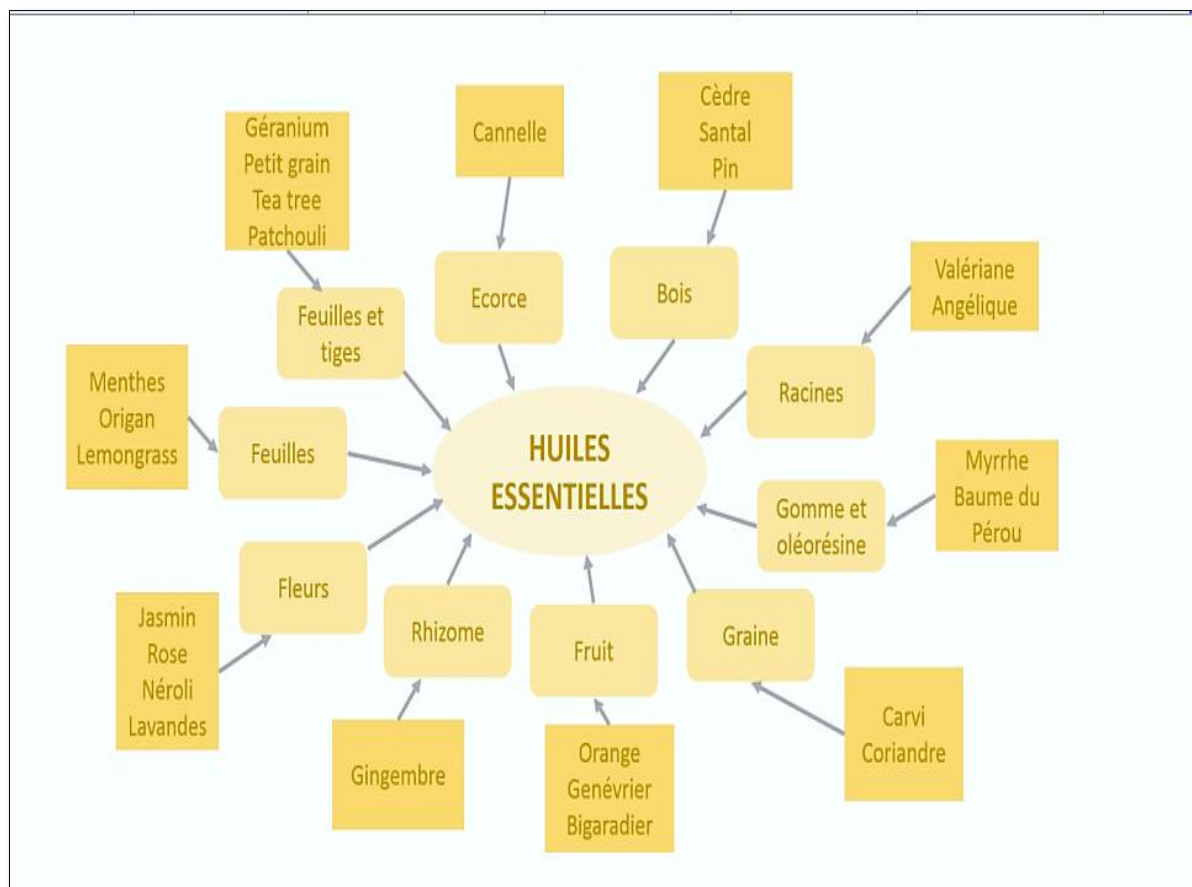 Cannelle
Cèdre
Santal
Pin
Géranium
Petit grain
Tea tree
Patchouli
Ecorce
Bois
Valériane
Angélique
Feuilles et
tiges
Menthes
Origan
Lemongrass
Racines
Feuilles
HUILES
ESSENTIELLES
Myrrhe
Baume du
Pérou
Gomme et
oléorésine
Fleurs
Rhizome
Fruit
Graine
Jasmin
Rose
Néroli
Lavandes
Gingembre
Orange
Genévrier
Bigaradier
Carvi
Coriandre